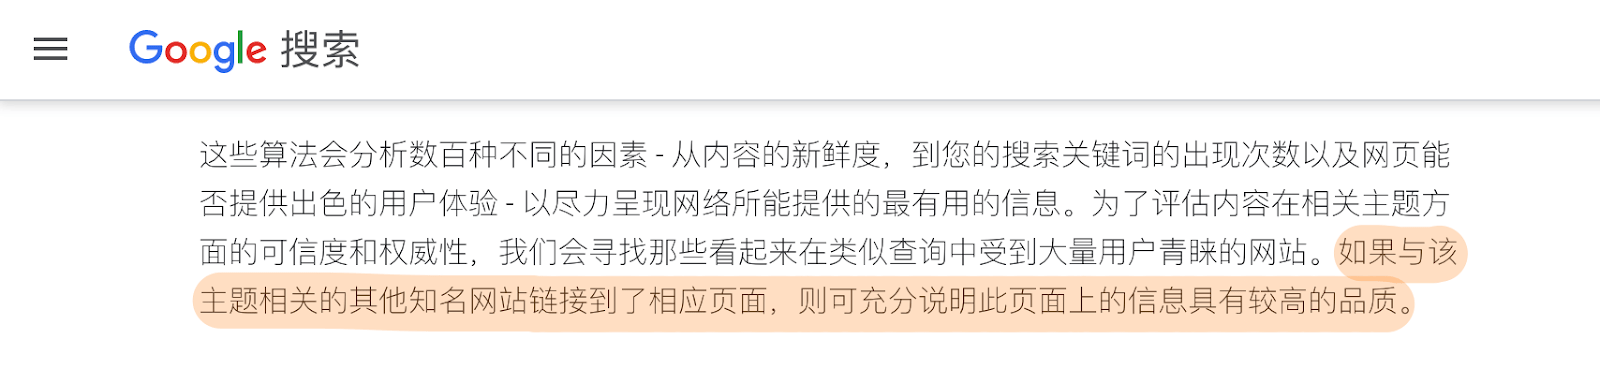 Google 搜索
这些算法会分析数百种不同的因素 - 从内容的新鲜度，到您的搜索关键词的出现次数以及网页能
否提供出色的用户体验 - 以尽力呈现网络所能提供的最有用的信息。为了评估内容在相关主题方
面的可信度和权威性，我们会寻找那些看起来在类似查询中受到大量用户青睐的网站。如果与该
主题相关的其他知名网站链接到了相应页面，则可充分说明此页面上的信息具有较高的品质。